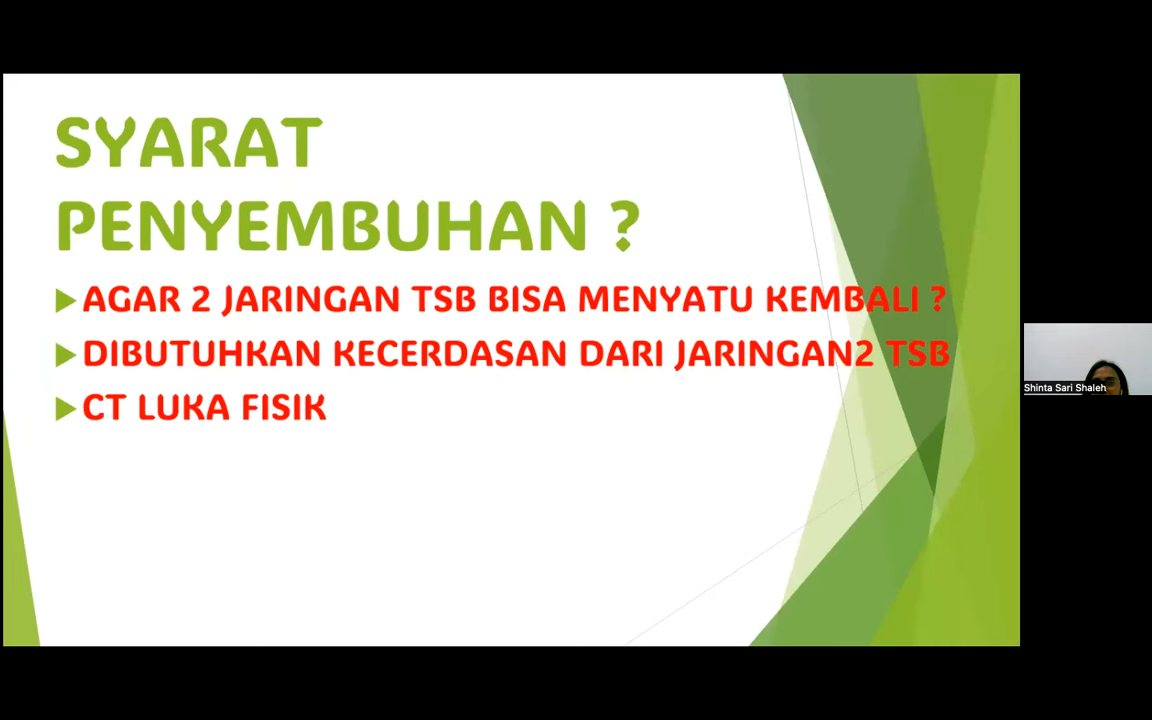 SYARAT
PENYEMBUHAN ?
AGAR 2 JARINGAN TSB BISA MENYATU KEMBALI ?
DIBUTUHKAN KECERDASAN DARI JARINGAN2 TSB
CT LUKA FISIK
Shinta Sari Shaleh